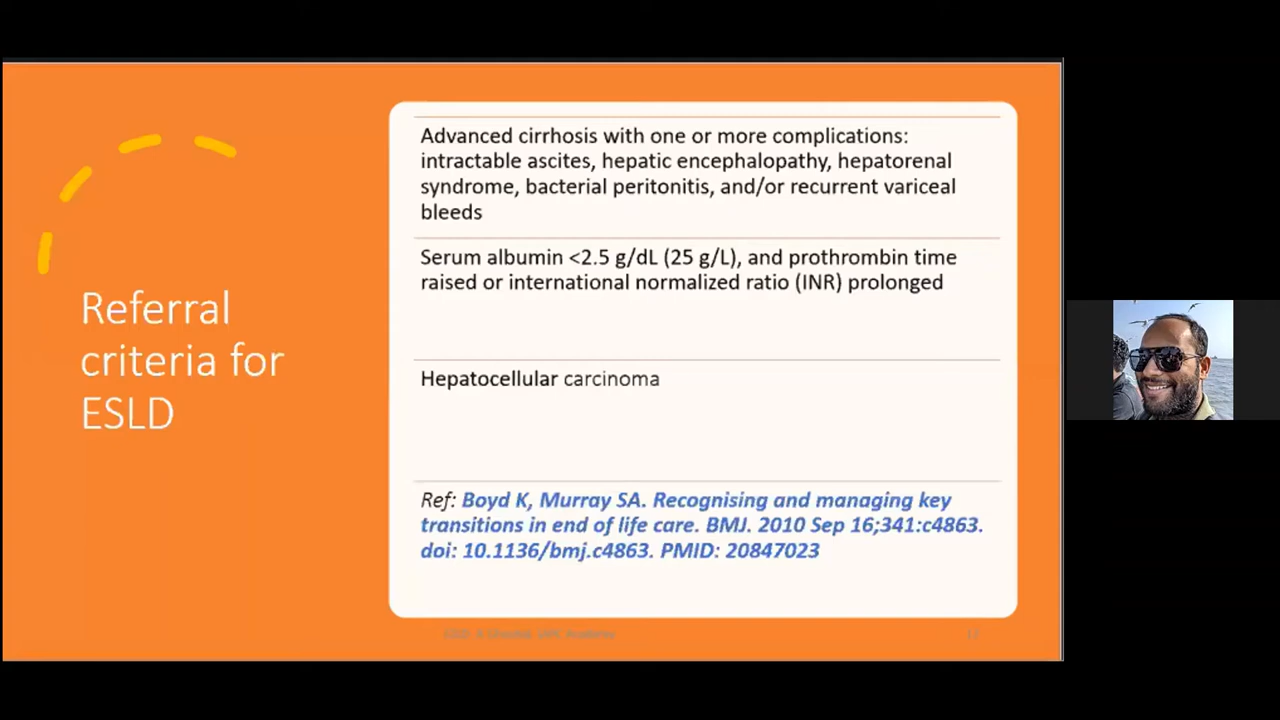 Referral
criteria for
ESLD
Advanced cirrhosis with one or more complications:
intractable ascites, hepatic encephalopathy, hepatorenal
syndrome, bacterial peritonitis, and/or recurrent variceal
bleeds
Serum albumin <2.5 g/dL (25 g/L), and prothrombin time
raised or international normalized ratio (INR) prolonged
Hepatocellular carcinoma
Ref: Boyd K, Murray SA. Recognising and managing key
transitions in end of life care. BMJ. 2010 Sep 16;341:c4863.
doi: 10.1136/bmj.c4863. PMID: 20847023